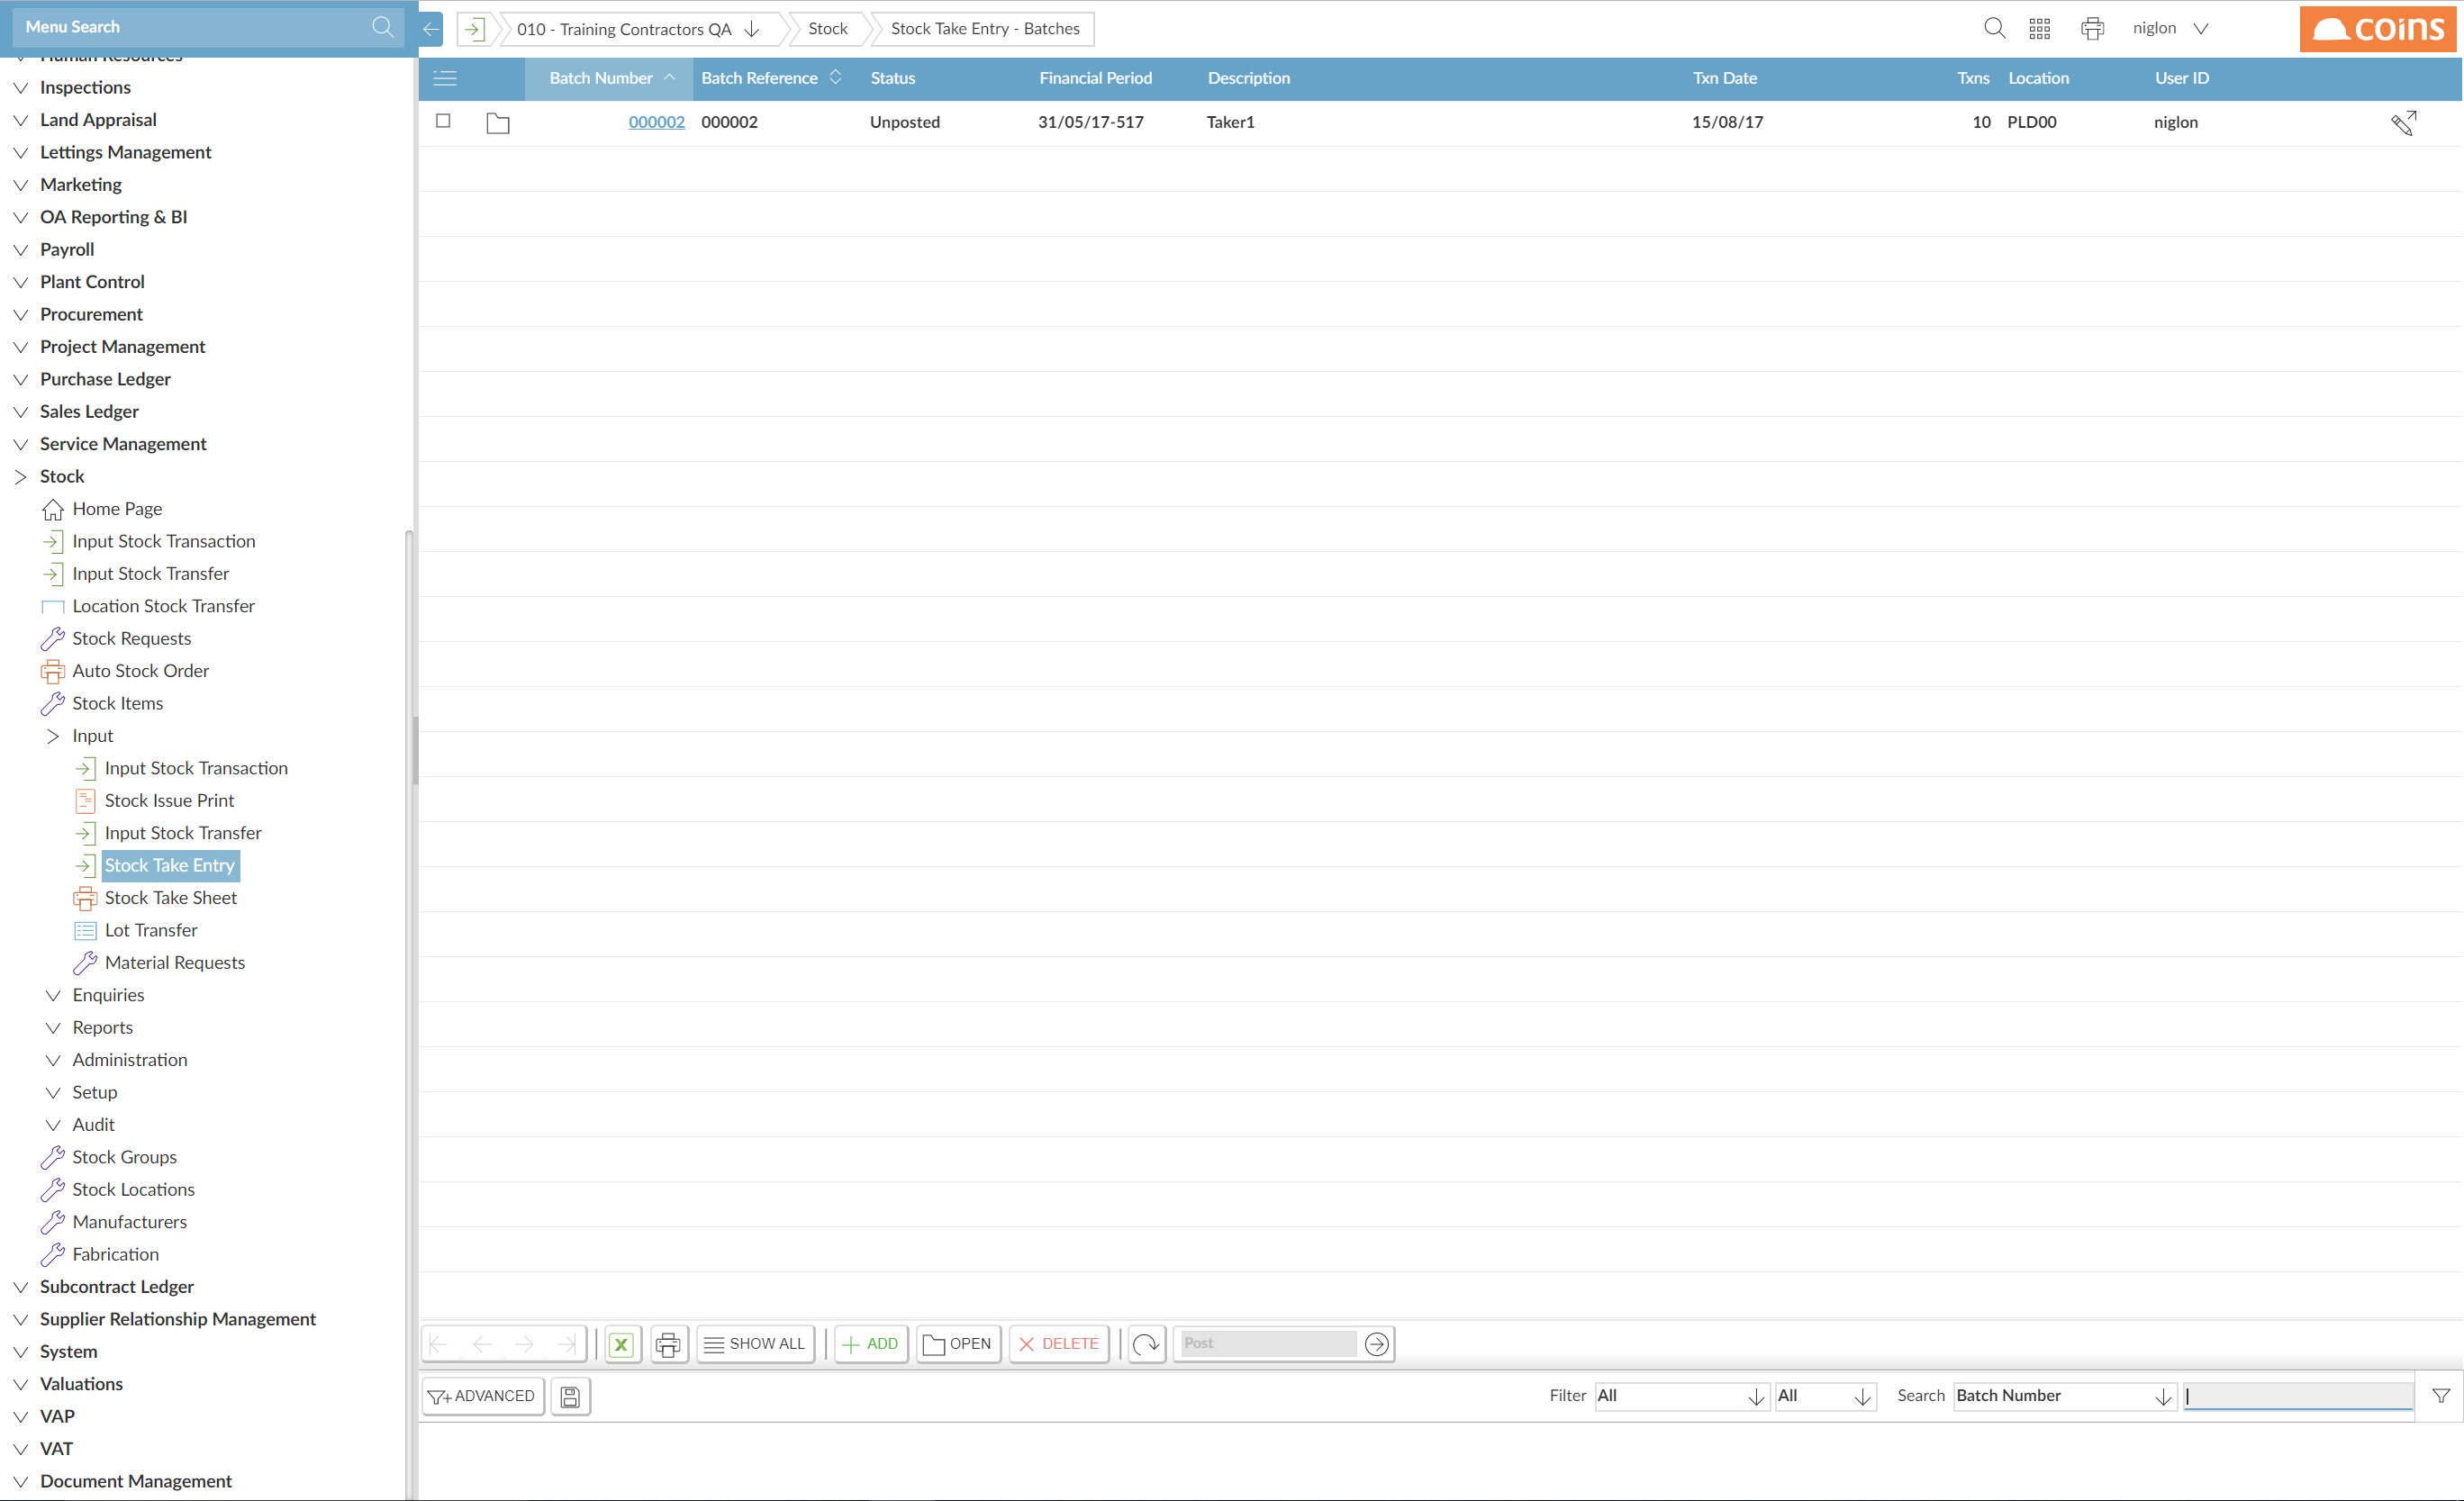 Menu Search
010 - Training Contractors QA
Stock
Stock Take Entry - Batches
niglon
coins
Human Resources
Inspections
Land Appraisal
Lettings Management
Marketing
OA Reporting & BI
Payroll
Plant Control
Procurement
Project Management
Purchase Ledger
Sales Ledger
Service Management
Stock
Home Page
Input Stock Transaction
Input Stock Transfer
Location Stock Transfer
Stock Requests
Auto Stock Order
Stock Items
Input
Input Stock Transaction
Stock Issue Print
Input Stock Transfer
Stock Take Entry
Stock Take Sheet
Lot Transfer
Material Requests
Enquiries
Reports
Administration
Setup
Audit
Stock Groups
Stock Locations
Manufacturers
Fabrication
Subcontract Ledger
Supplier Relationship Management
System
Valuations
VAP
VAT
Document Management
Batch Number Batch Reference Status Financial Period Description Txn Date Txns Location User ID
000002 000002 Unposted 31/05/17-517 Taker1 15/08/17 10 PLD00 niglon
SHOW ALL ADD OPEN DELETE Post
ADVANCED Filter All All Search Batch Number